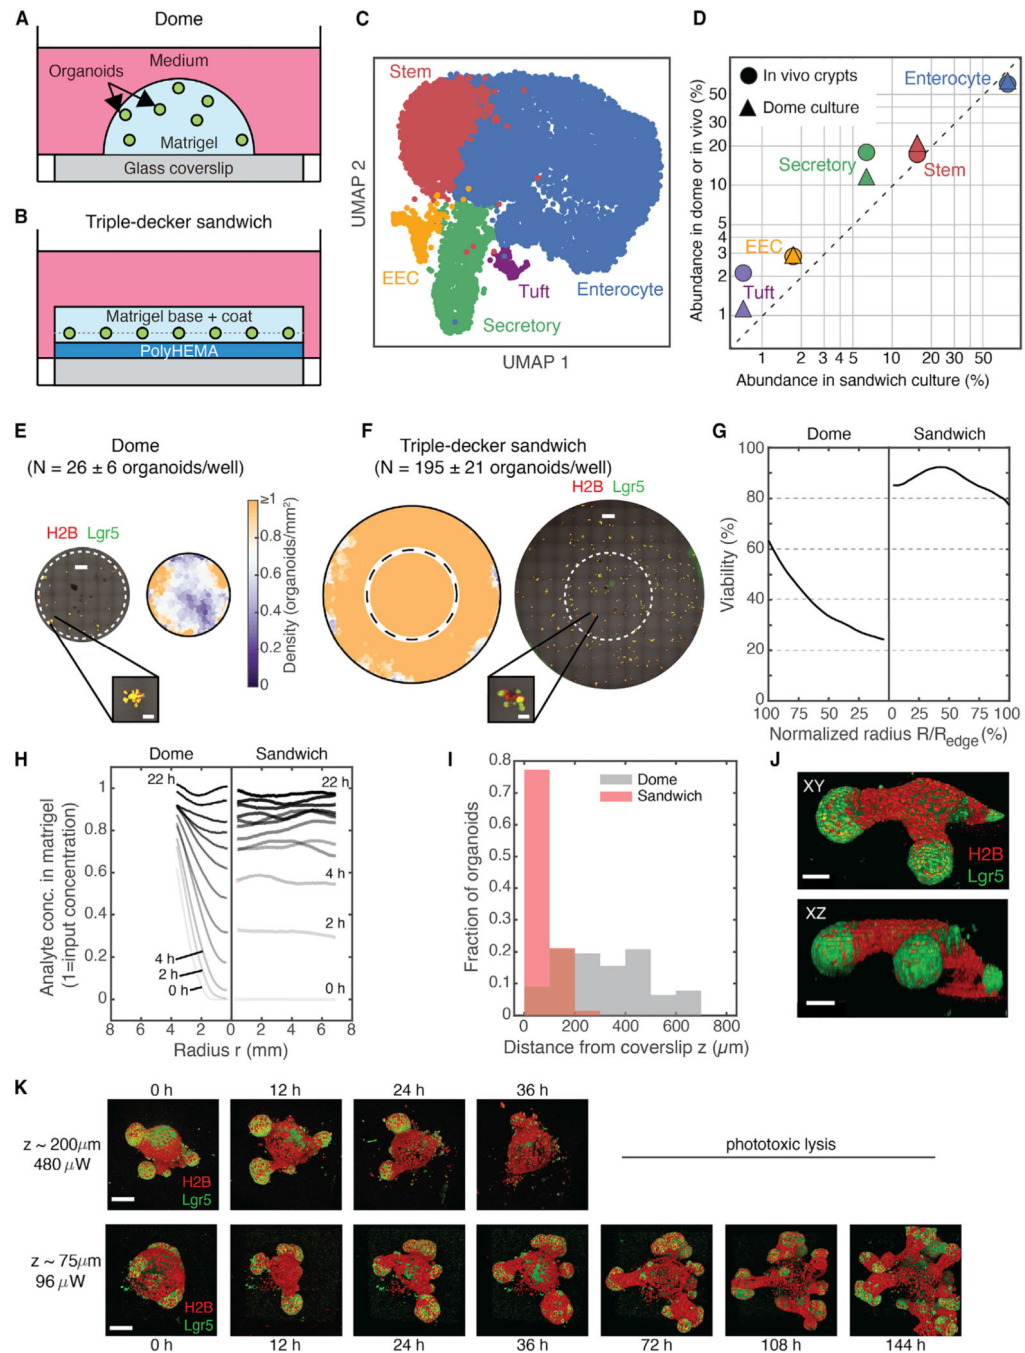 A
Dome
Medium
Organoids
Matrigel
Glass coverslip
B
Triple-decker sandwich
Matrigel base + coat
PolyHEMA
C
Stem
EEC
Tuft
Enterocyte
Secretory
UMAP 2
UMAP 1
D
In vivo crypts
Dome culture
Enterocyte
Secretory
Stem
EEC
Tuft
Abundance in dome or in vivo (%)
50
30
20
10
5
4
3
2
1
1 2 3 4 5 10 20 30 50
Abundance in sandwich culture (%)
E
Dome
(N = 26 ± 6 organoids/well)
H2B Lgr5
≥1
0.8
0.6
0.4
0.2
0
Density (organoids/mm²)
F
Triple-decker sandwich
(N = 195 ± 21 organoids/well)
H2B Lgr5
G
Dome Sandwich
Viability (%)
100
80
60
40
20
0
100 75 50 25 0 25 50 75 100
Normalized radius R/Redge (%)
H
Dome Sandwich
22 h 22 h
4 h
2 h
0 h
4 h
2 h
0 h
Analyte conc. in matrigel
(1=input concentration)
1
0.8
0.6
0.4
0.2
0
8 6 4 2 0 2 4 6 8
Radius r (mm)
I
Dome
Sandwich
Fraction of organoids
0.8
0.7
0.6
0.5
0.4
0.3
0.2
0.1
0
0 200 400 600 800
Distance from coverslip z (µm)
J
XY
H2B
Lgr5
XZ
K
0 h 12 h 24 h 36 h
z ~ 200µm
480 µW
H2B
Lgr5
phototoxic lysis
z ~ 75µm
96 µW
H2B
Lgr5
0 h 12 h 24 h 36 h 72 h 108 h 144 h